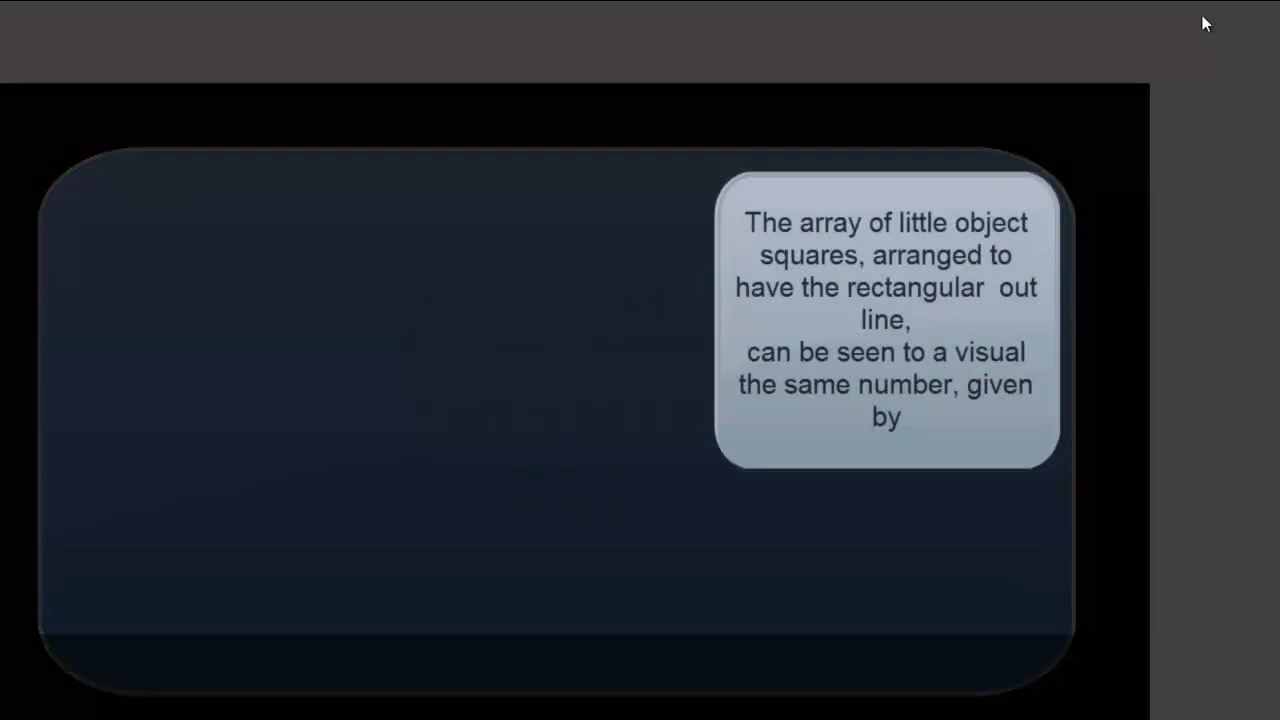 The array of little object
squares, arranged to
have the rectangular  out
line,
can be seen to a visual
the same number, given
by